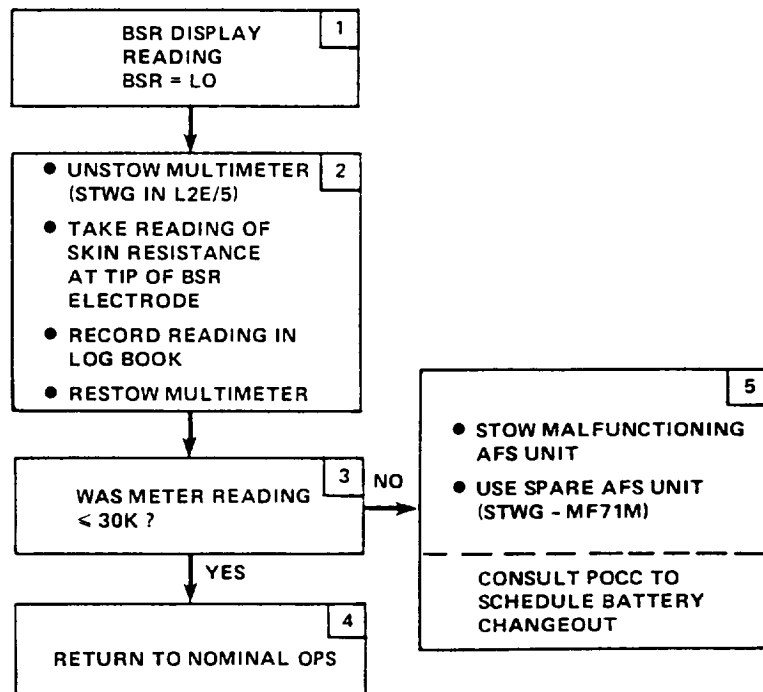 1
BSR DISPLAY
READING
BSR = LO
2
● UNSTOW MULTIMETER
(STWG IN L2E/5)
● TAKE READING OF
SKIN RESISTANCE
AT TIP OF BSR
ELECTRODE
● RECORD READING IN
LOG BOOK
● RESTOW MULTIMETER
3
WAS METER READING
≤ 30K ?
NO
YES
4
RETURN TO NOMINAL OPS
5
● STOW MALFUNCTIONING
AFS UNIT
● USE SPARE AFS UNIT
(STWG - MF71M)
CONSULT POCC TO
SCHEDULE BATTERY
CHANGEOUT